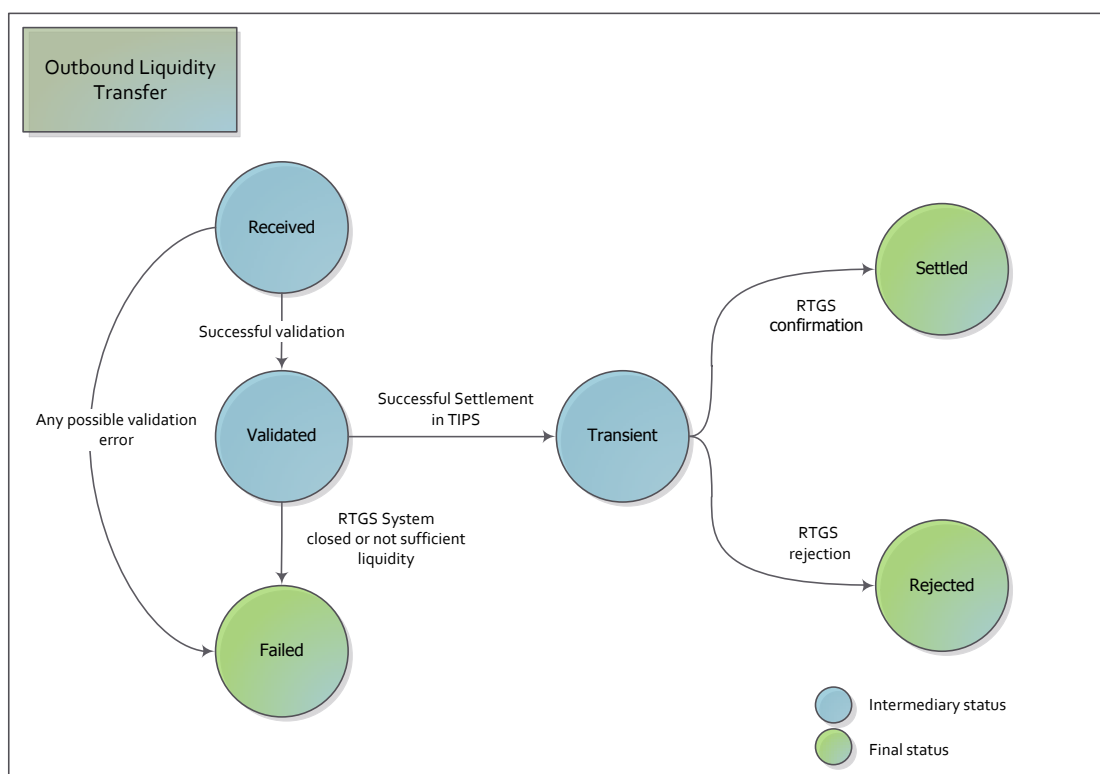 Outbound Liquidity
Transfer
Received
Settled
RTGS
confirmation
Successful validation
Any possible validation
error
Validated
Successful Settlement
in TIPS
Transient
RTGS System
closed or not sufficient
liquidity
RTGS
rejection
Rejected
Failed
Intermediary status
Final status